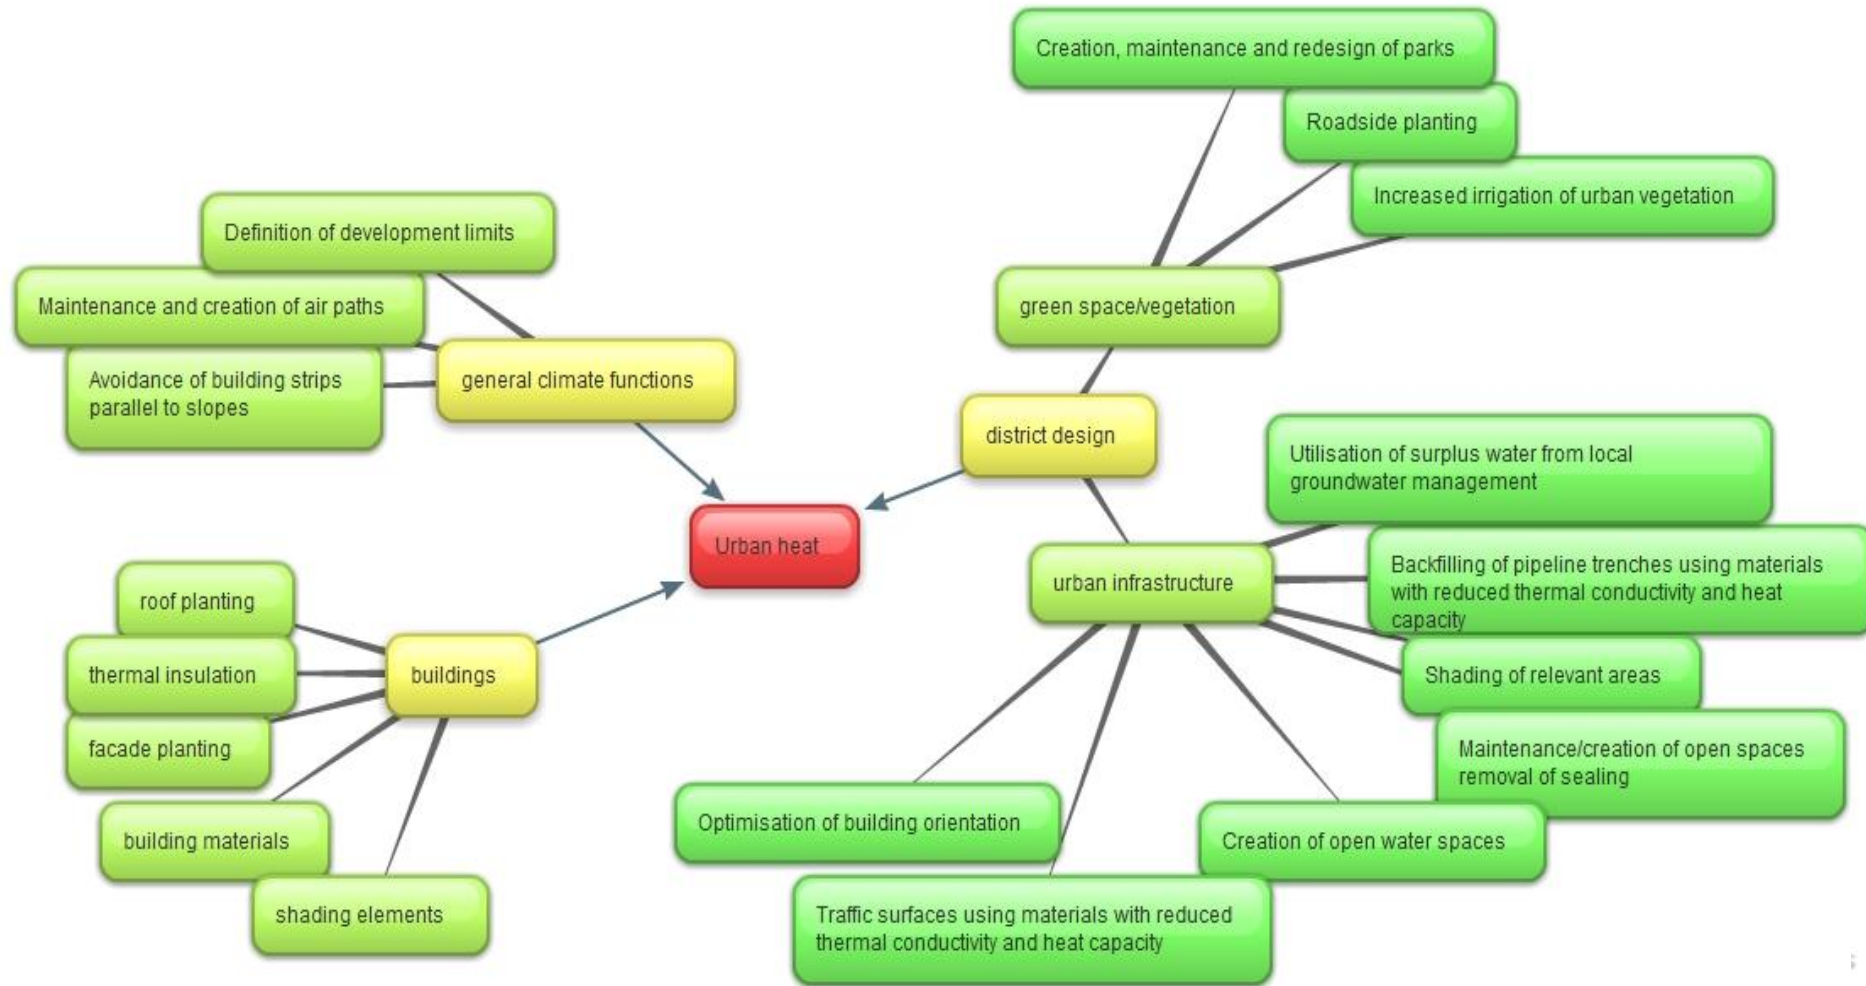 Creation, maintenance and redesign of parks
Roadside planting
Increased irrigation of urban vegetation
green space/vegetation
Definition of development limits
Maintenance and creation of air paths
Avoidance of building strips
parallel to slopes
general climate functions
district design
Urban heat
Utilisation of surplus water from local
groundwater management
Backfilling of pipeline trenches using materials
with reduced thermal conductivity and heat
capacity
urban infrastructure
Shading of relevant areas
Maintenance/creation of open spaces
removal of sealing
Creation of open water spaces
Optimisation of building orientation
Traffic surfaces using materials with reduced
thermal conductivity and heat capacity
roof planting
thermal insulation
facade planting
buildings
building materials
shading elements